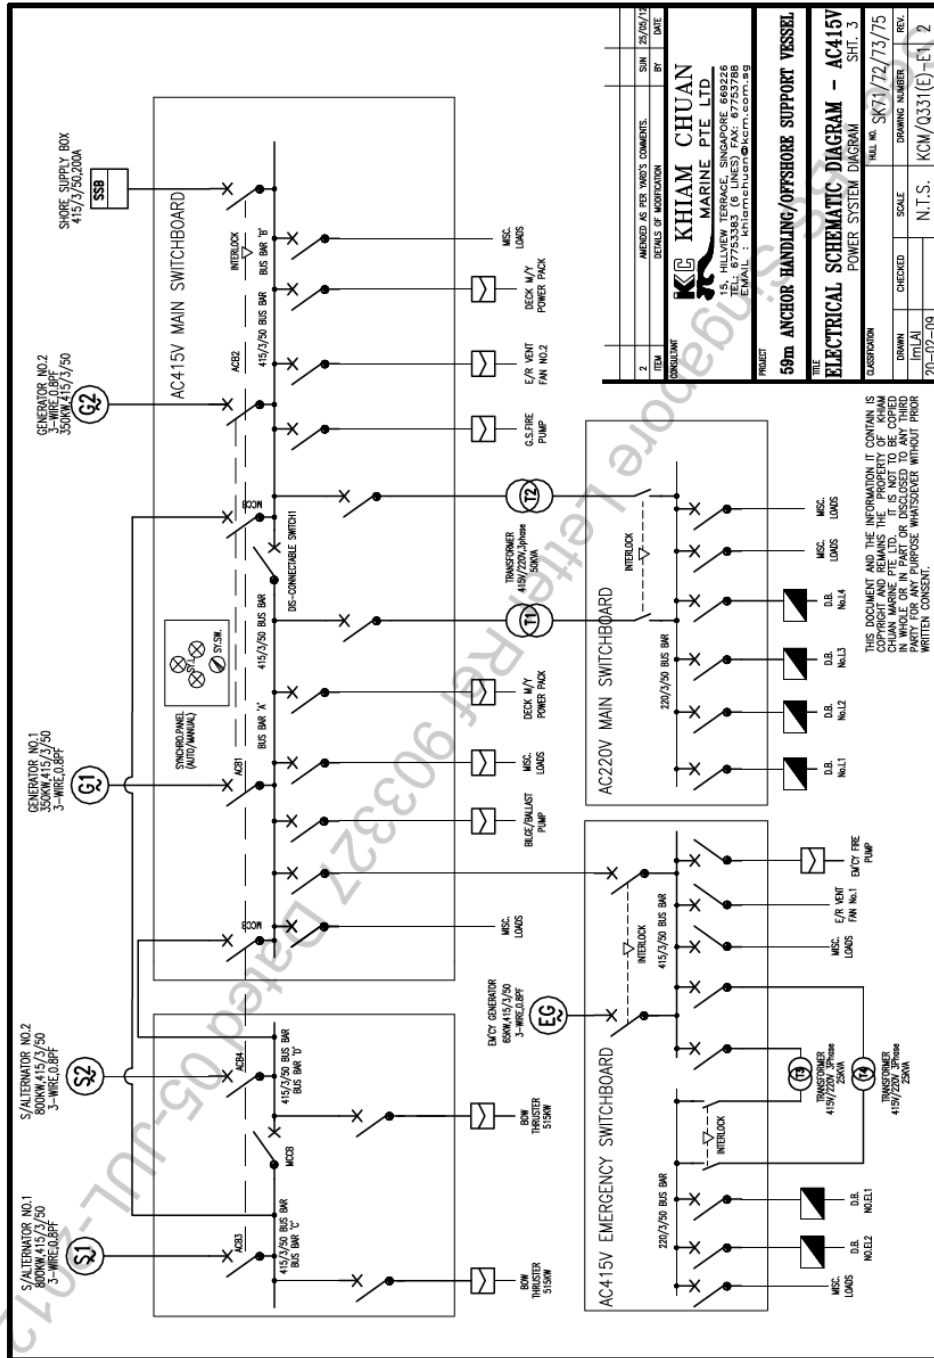 SHORE SUPPLY BOX
415/3/50,200A
SSB
GENERATOR NO.2
3-WIRE,0.8PF
350KW,415/3/50
G2
GENERATOR NO.1
350KW,415/3/50
3-WIRE,0.8PF
G1
S/ALTERNATOR NO.2
800KW,415/3/50
3-WIRE,0.8PF
S2
S/ALTERNATOR NO.1
800KW,415/3/50
3-WIRE,0.8PF
S1
AC415V MAIN SWITCHBOARD
INTERLOCK
BUS BAR 'B'
415/3/50 BUS BAR
ACB2
MCCB
DIS-CONNECTABLE SWITCH1
415/3/50 BUS BAR
BUS BAR 'A'
SY.L
SY.SW.
SYNCHRO.PANEL
(AUTO/MANUAL)
ACB1
MCCB
ACB4
415/3/50 BUS BAR
BUS BAR 'D'
MCCB
ACB3
415/3/50 BUS BAR
BUS BAR 'C'
MISC.
LOADS
DECK M/Y
POWER PACK
E/R VENT
FAN NO.2
G.S.FIRE
PUMP
T2
TRANSFORMER
415V/220V,3phase
50KVA
T1
DECK M/Y
POWER PACK
MISC.
LOADS
BILGE/BALLAST
PUMP
MISC.
LOADS
BOW
THRUSTER
515KW
BOW
THRUSTER
515KW
AC220V MAIN SWITCHBOARD
INTERLOCK
220/3/50 BUS BAR
MISC.
LOADS
MISC.
LOADS
D.B.
No.L4
D.B.
No.L3
D.B.
No.L2
D.B.
No.L1
EM'CY GENERATOR
65KW,415/3/50
3-WIRE,0.8PF
EG
AC415V EMERGENCY SWITCHBOARD
INTERLOCK
415/3/50 BUS BAR
EM'CY FIRE
PUMP
E/R VENT
FAN No.1
MISC.
LOADS
T3
TRANSFORMER
415V/220V 3Phase
25KVA
T4
TRANSFORMER
415V/220V 3Phase
25KVA
INTERLOCK
220/3/50 BUS BAR
D.B.
NO.EL1
D.B.
NO.EL2
MISC.
LOADS
THIS DOCUMENT AND THE INFORMATION IT CONTAIN IS
COPYRIGHT AND REMAINS THE PROPERTY OF KHIAM
CHUAN MARINE PTE LTD. IT IS NOT TO BE COPIED
IN WHOLE OR IN PART OR DISCLOSED TO ANY THIRD
PARTY FOR ANY PURPOSE WHATSOEVER WITHOUT PRIOR
WRITTEN CONSENT.
2 AMENDED AS PER YARD'S COMMENTS. SUN 25/05/12
ITEM DETAILS OF MODIFICATION BY DATE
CONSULTANT
KC KHIAM CHUAN
MARINE PTE LTD
15, HILLVIEW TERRACE, SINGAPORE 669226
TEL: 67753383 (6 LINES) FAX: 67753788
EMAIL : khiamchuan@kcm.com.sg
PROJECT
59m ANCHOR HANDLING/OFFSHORE SUPPORT VESSEL
TITLE
ELECTRICAL SCHEMATIC DIAGRAM - AC415V
POWER SYSTEM DIAGRAM SHT. 3
CLASSIFICATION
HULL NO. SK71/72/73/75
DRAWN CHECKED SCALE DRAWING NUMBER REV.
ImLAI N.T.S. KCM/Q331(E)-E1 2
20-02-09
Singapore Letter Ref 903327 Dated 05-JUL-2012